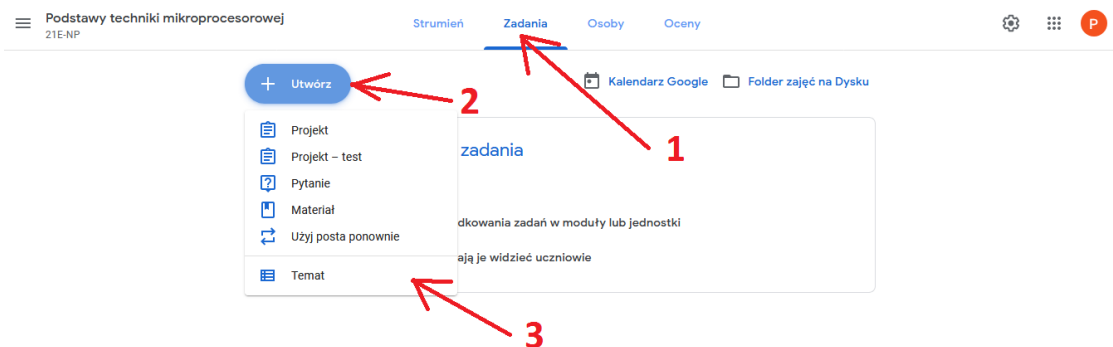 Podstawy techniki mikroprocesorowej
21E-NP
Strumień Zadania Osoby Oceny
P
Utwórz
Kalendarz Google Folder zajęć na Dysku
2
Projekt
Projekt – test
Pytanie
Materiał
Użyj posta ponownie
Temat
zadania
1
dkowania zadań w moduły lub jednostki
ają je widzieć uczniowie
3